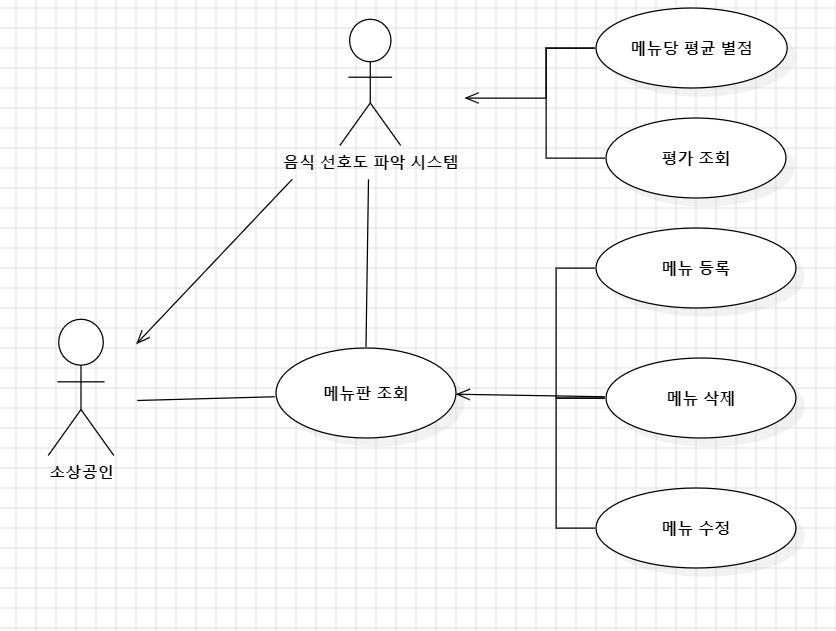 메뉴당 평균 별점
음식 선호도 파악 시스템
평가 조회
메뉴 등록
메뉴판 조회
메뉴 삭제
소상공인
메뉴 수정